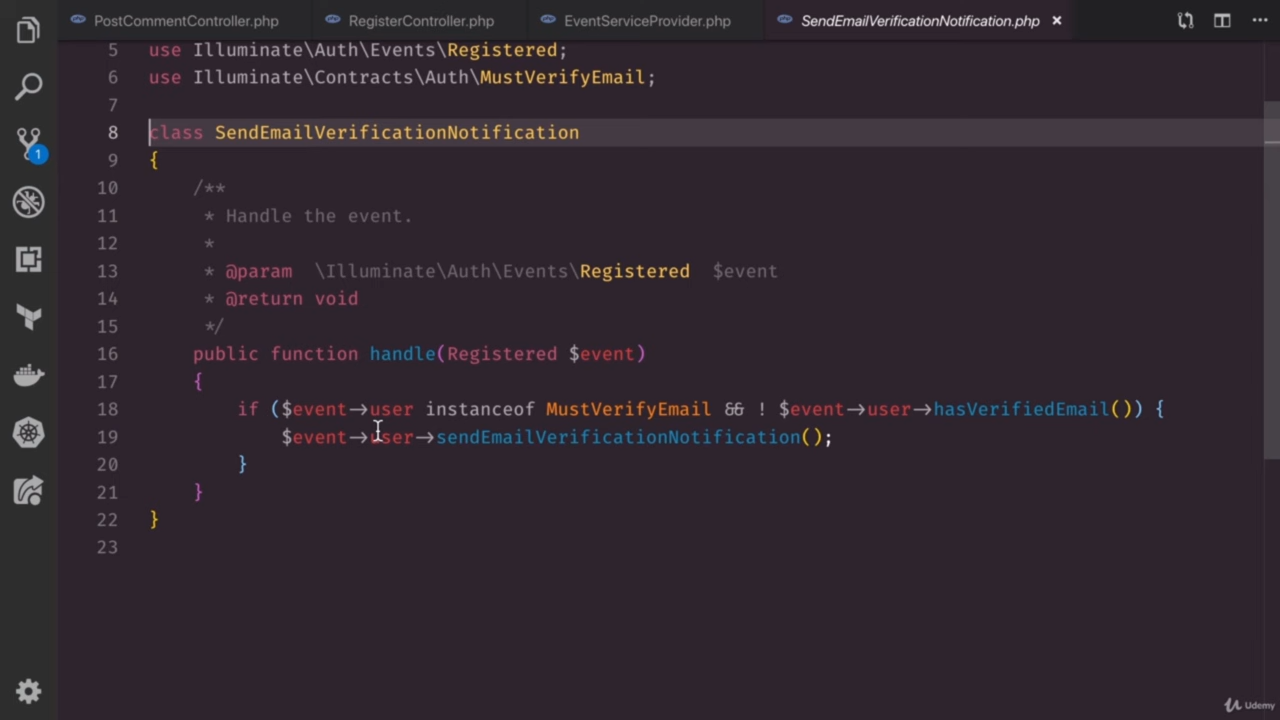 PostCommentController.php RegisterController.php EventServiceProvider.php SendEmailVerificationNotification.php ×
5 use Illuminate\Auth\Events\Registered;
6 use Illuminate\Contracts\Auth\MustVerifyEmail;
7
8 class SendEmailVerificationNotification
9 {
10 /**
11 * Handle the event.
12 *
13 * @param \Illuminate\Auth\Events\Registered $event
14 * @return void
15 */
16 public function handle(Registered $event)
17 {
18 if ($event->user instanceof MustVerifyEmail && ! $event->user->hasVerifiedEmail()) {
19 $event->user->sendEmailVerificationNotification();
20 }
21 }
22 }
23
1
Udemy